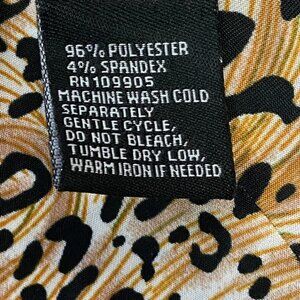 96% POLYESTER
4% SPANDEX
RN 109905
MACHINE WASH COLD
SEPARATELY
GENTLE CYCLE,
DO NOT BLEACH,
TUMBLE DRY LOW,
WARM IRON IF NEEDED